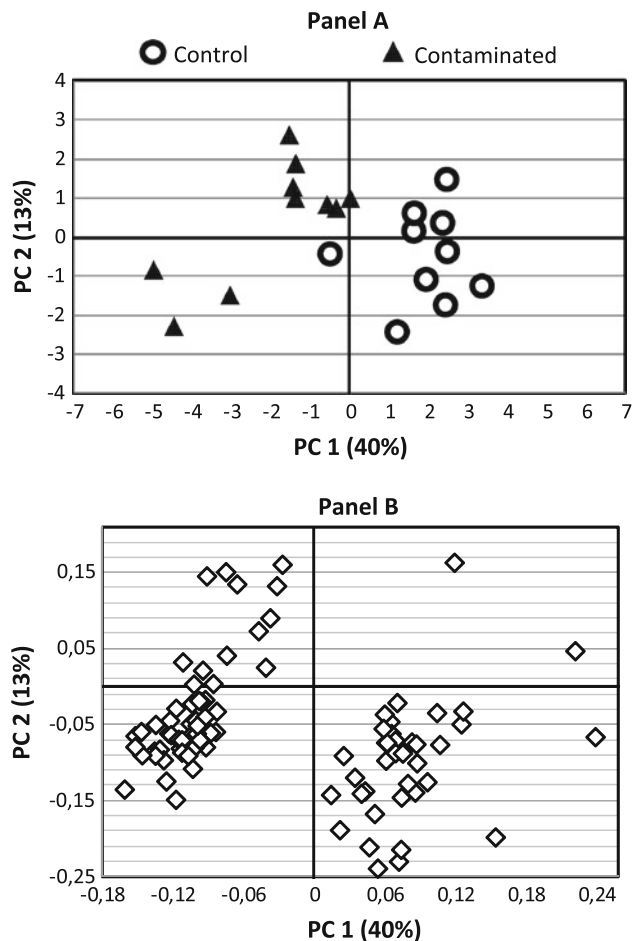 Panel A
Control Contaminated
4
3
2
1
0
-1
-2
-3
-4
PC 2 (13%)
-7 -6 -5 -4 -3 -2 -1 0 1 2 3 4 5 6 7
PC 1 (40%)
Panel B
0,15
0,05
-0,05
-0,15
-0,25
PC 2 (13%)
-0,18 -0,12 -0,06 0 0,06 0,12 0,18 0,24
PC 1 (40%)